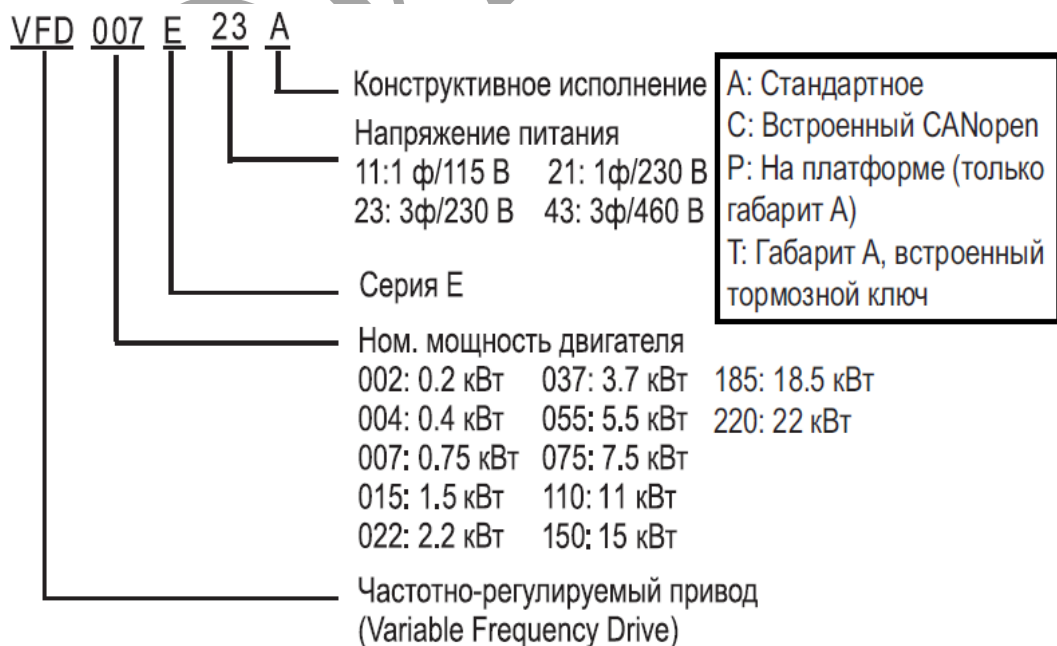 VFD 007 E 23 A
Конструктивное исполнение
Напряжение питания
11:1 ф/115 В 21: 1ф/230 В
23: 3ф/230 В 43: 3ф/460 В
A: Стандартное
C: Встроенный CANopen
P: На платформе (только
габарит A)
T: Габарит A, встроенный
тормозной ключ
Серия E
Ном. мощность двигателя
002: 0.2 кВт 037: 3.7 кВт 185: 18.5 кВт
004: 0.4 кВт 055: 5.5 кВт 220: 22 кВт
007: 0.75 кВт 075: 7.5 кВт
015: 1.5 кВт 110: 11 кВт
022: 2.2 кВт 150: 15 кВт
Частотно-регулируемый привод
(Variable Frequency Drive)